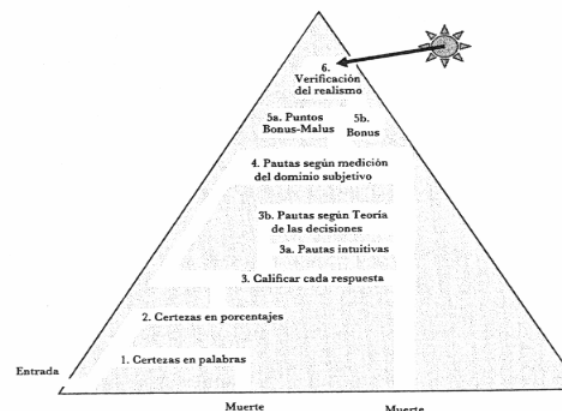 6.
Verificación
del realismo
5a. Puntos
Bonus-Malus
5b.
Bonus
4. Pautas según medición
del dominio subjetivo
3b. Pautas según Teoría
de las decisiones
3a. Pautas intuitivas
3. Calificar cada respuesta
2. Certezas en porcentajes
1. Certezas en palabras
Entrada
Muerte
Muerte